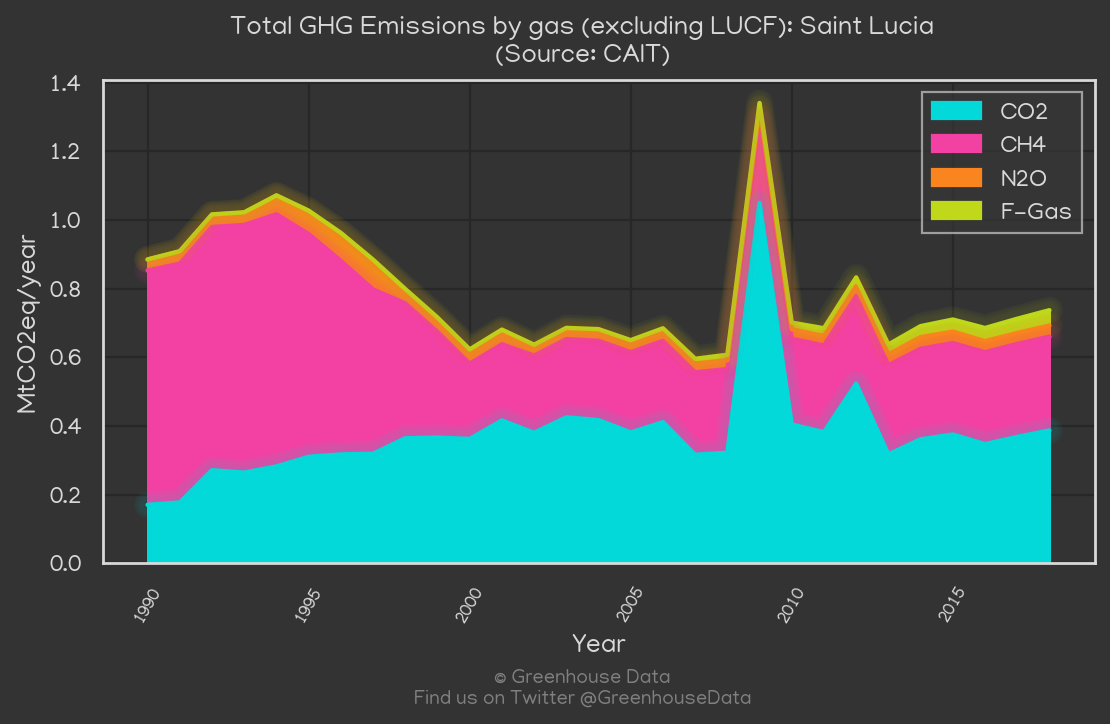 Total GHG Emissions by gas (excluding LUCF): Saint Lucia
(Source: CAIT)
1.4
1.2
1.0
0.8
0.6
0.4
0.2
0.0
MtCO2eq/year
CO2
CH4
N2O
F-Gas
1990
1995
2000
2005
2010
2015
Year
© Greenhouse Data
Find us on Twitter @GreenhouseData